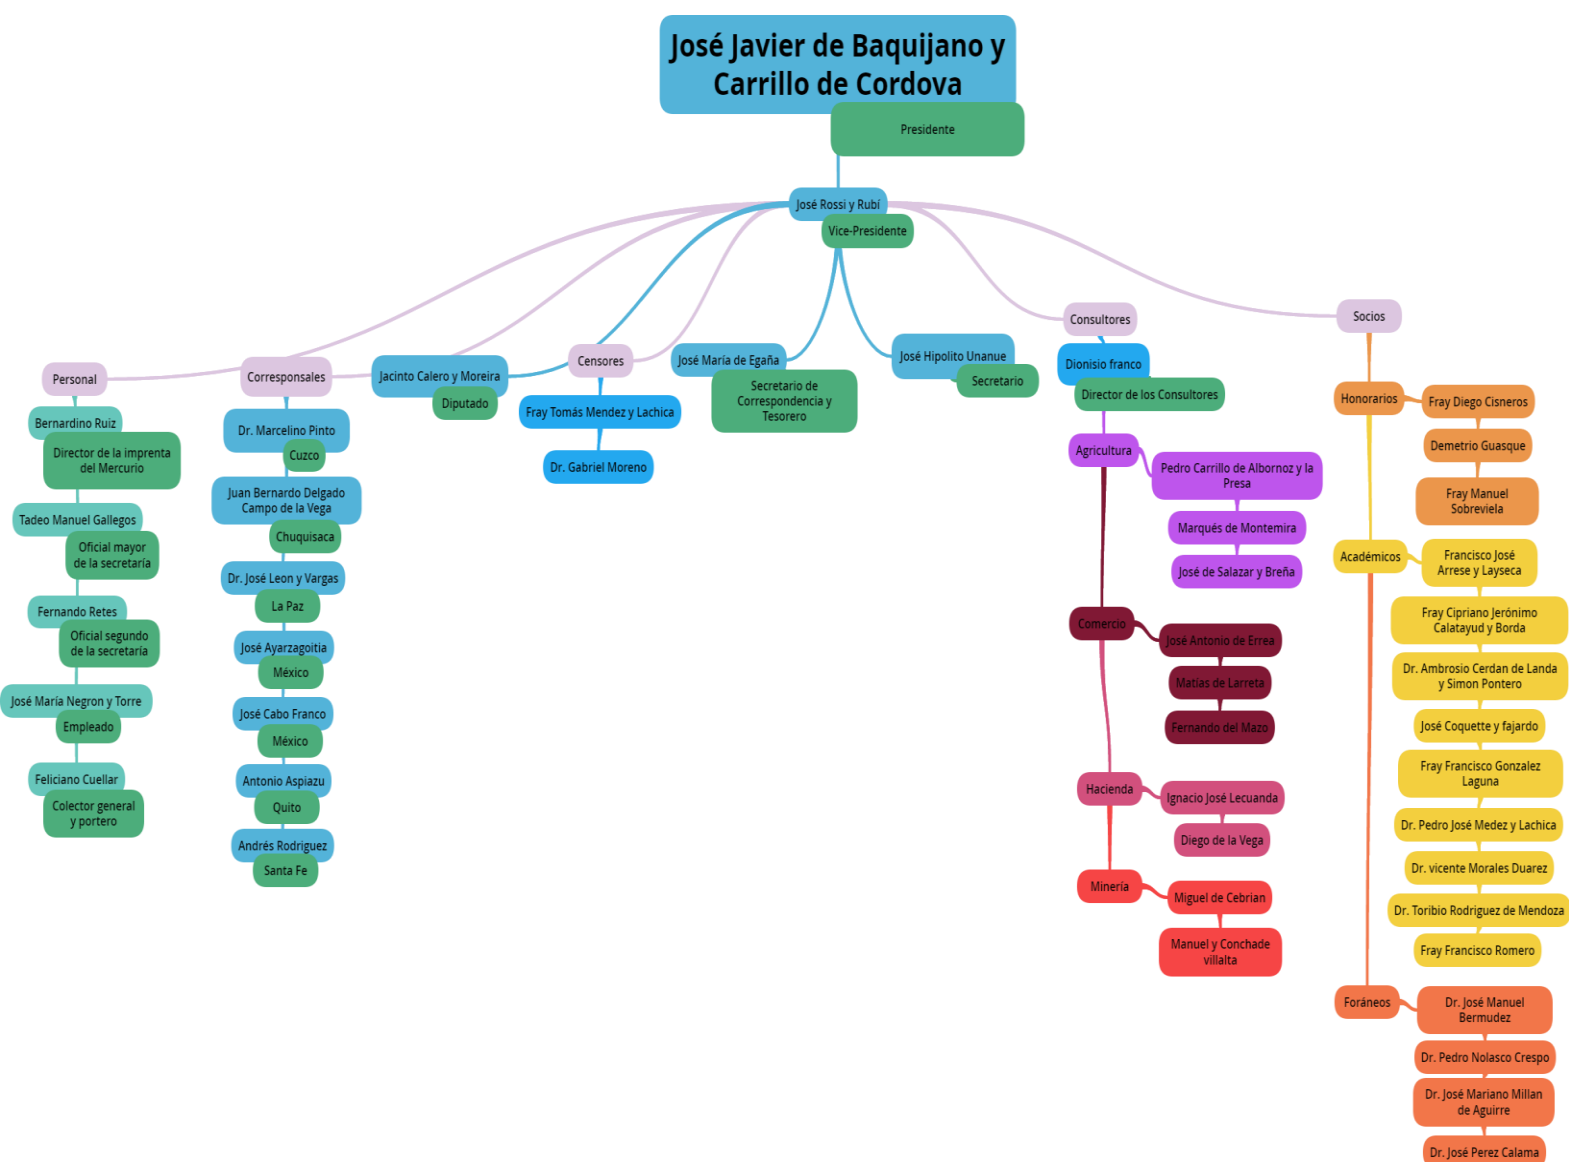 José Javier de Baquijano y
Carrillo de Cordova
Presidente
José Rossi y Rubí
Vice-Presidente
Personal
Bernardino Ruiz
Director de la imprenta
del Mercurio
Tadeo Manuel Gallegos
Oficial mayor
de la secretaría
Fernando Retes
Oficial segundo
de la secretaría
José María Negron y Torre
Empleado
Feliciano Cuellar
Colector general
y portero
Corresponsales
Dr. Marcelino Pinto
Cuzco
Juan Bernardo Delgado
Campo de la Vega
Chuquisaca
Dr. José Leon y Vargas
La Paz
José Ayarzagoitia
México
José Cabo Franco
México
Antonio Aspiazu
Quito
Andrés Rodriguez
Santa Fe
Jacinto Calero y Moreira
Diputado
Censores
Fray Tomás Mendez y Lachica
Dr. Gabriel Moreno
José María de Egaña
Secretario de
Correspondencia y
Tesorero
José Hipolito Unanue
Secretario
Consultores
Dionisio franco
Director de los Consultores
Agricultura
Pedro Carrillo de Albornoz y la
Presa
Marqués de Montemira
José de Salazar y Breña
Comercio
José Antonio de Errea
Matías de Larreta
Fernando del Mazo
Hacienda
Ignacio José Lecuanda
Diego de la Vega
Minería
Miguel de Cebrian
Manuel y Conchade
villalta
Socios
Honorarios
Fray Diego Cisneros
Demetrio Guasque
Fray Manuel
Sobreviela
Académicos
Francisco José
Arrese y Layseca
Fray Cipriano Jerónimo
Calatayud y Borda
Dr. Ambrosio Cerdan de Landa
y Simon Pontero
José Coquette y fajardo
Fray Francisco Gonzalez
Laguna
Dr. Pedro José Medez y Lachica
Dr. vicente Morales Duarez
Dr. Toribio Rodriguez de Mendoza
Fray Francisco Romero
Foráneos
Dr. José Manuel
Bermudez
Dr. Pedro Nolasco Crespo
Dr. José Mariano Millan
de Aguirre
Dr. José Perez Calama